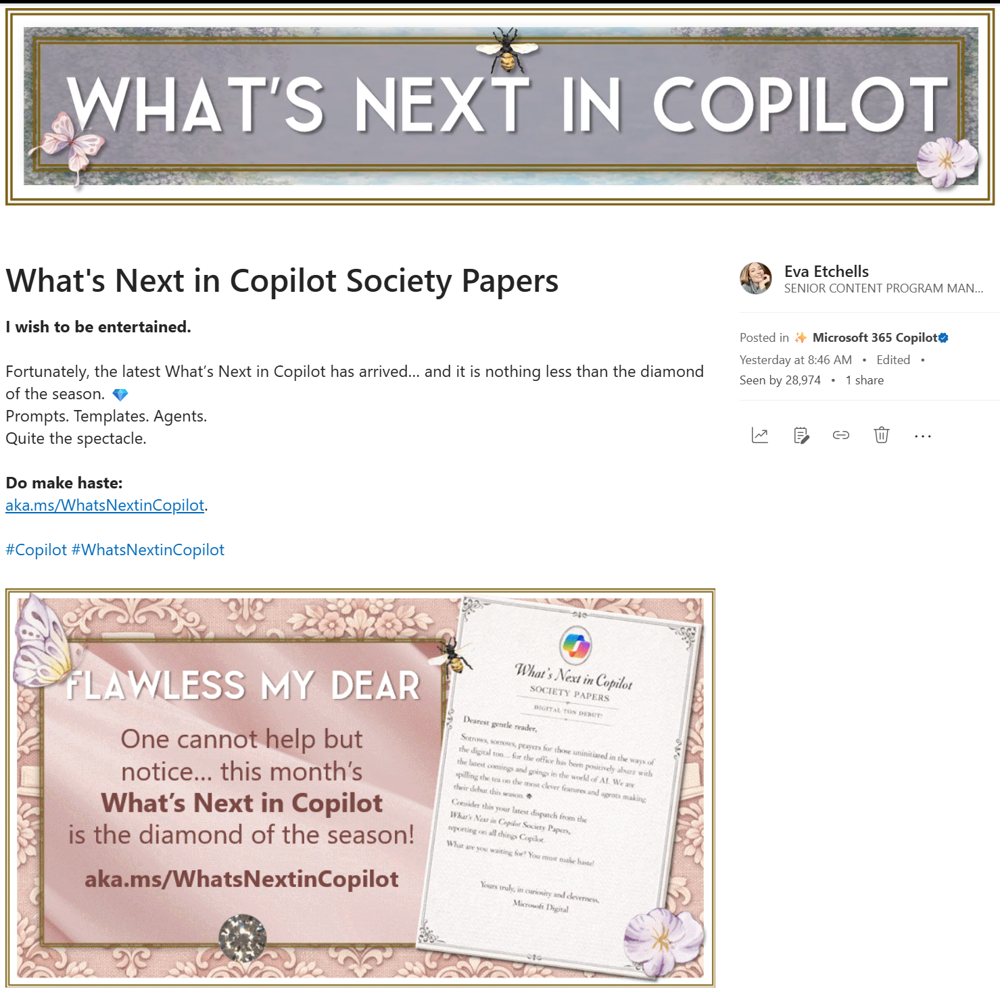 WHAT'S NEXT IN COPILOT
What's Next in Copilot Society Papers
I wish to be entertained.
Fortunately, the latest What’s Next in Copilot has arrived... and it is nothing less than the diamond
of the season. 💎
Prompts. Templates. Agents.
Quite the spectacle.
Do make haste:
aka.ms/WhatsNextinCopilot.
#Copilot #WhatsNextinCopilot
Eva Etchells
SENIOR CONTENT PROGRAM MAN...
Posted in ✨ Microsoft 365 Copilot
Yesterday at 8:46 AM • Edited •
Seen by 28,974 • 1 share
FLAWLESS MY DEAR
One cannot help but
notice... this month’s
What’s Next in Copilot
is the diamond of the season!
aka.ms/WhatsNextinCopilot
What's Next in Copilot
SOCIETY PAPERS
DIGITAL TON DEBUT!
Dearest gentle reader,
Sorrows, sorrows, prayers for those uninitiated in the ways of
the digital ton... for the office has been positively abuzz with
the latest comings and goings in the world of AI. We are
spilling the tea on the most clever features and agents making
their debut this season.
Consider this your latest dispatch from the
What's Next in Copilot Society Papers,
reporting on all things Copilot.
What are you waiting for? You must make haste!
Yours truly, in curiosity and cleverness,
Microsoft Digital